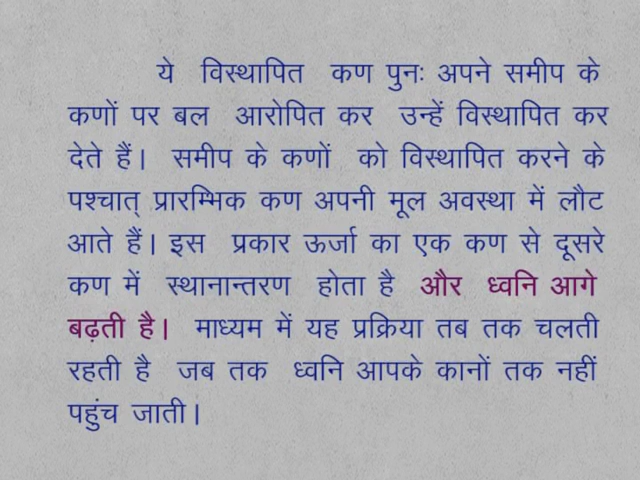 ये विस्थापित कण पुनः अपने समीप के
कणों पर बल आरोपित कर उन्हें विस्थापित कर
देते हैं। समीप के कणों को विस्थापित करने के
पश्चात् प्रारम्भिक कण अपनी मूल अवस्था में लौट
आते हैं। इस प्रकार ऊर्जा का एक कण से दूसरे
कण में स्थानान्तरण होता है और ध्वनि आगे
बढ़ती है। माध्यम में यह प्रक्रिया तब तक चलती
रहती है जब तक ध्वनि आपके कानों तक नहीं
पहुंच जाती।